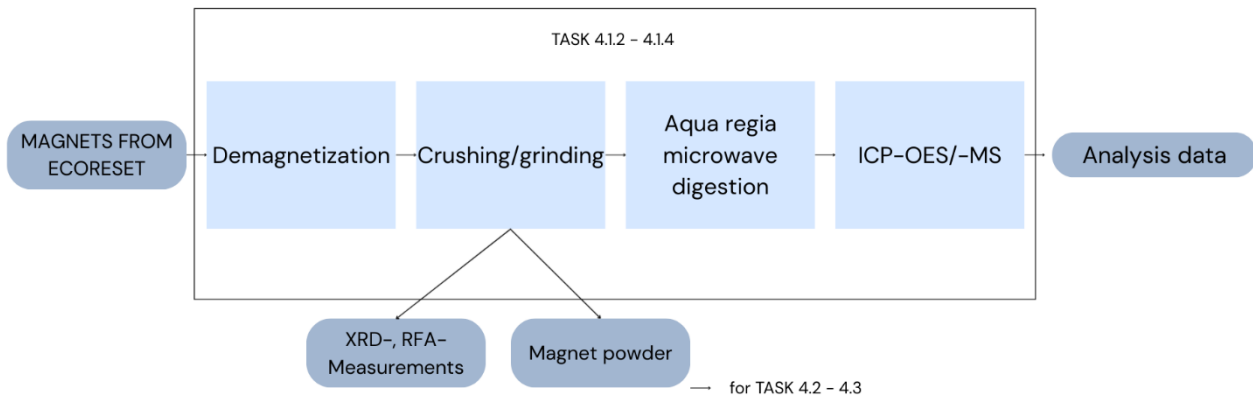 TASK 4.1.2 - 4.1.4
MAGNETS FROM
ECORESET
Demagnetization
Crushing/grinding
Aqua regia
microwave
digestion
ICP-OES/-MS
Analysis data
XRD-, RFA-
Measurements
Magnet powder
for TASK 4.2 - 4.3